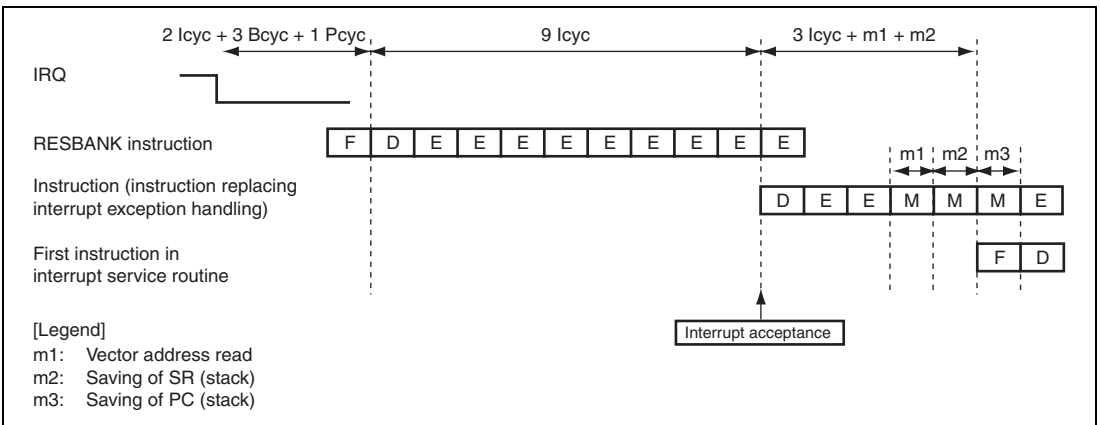 2 Icyc + 3 Bcyc + 1 Pcyc 9 Icyc 3 Icyc + m1 + m2
IRQ
RESBANK instruction F D E E E E E E E E E
m1 m2 m3
Instruction (instruction replacing
interrupt exception handling) D E E M M M E
First instruction in
interrupt service routine F D
Interrupt acceptance
[Legend]
m1: Vector address read
m2: Saving of SR (stack)
m3: Saving of PC (stack)